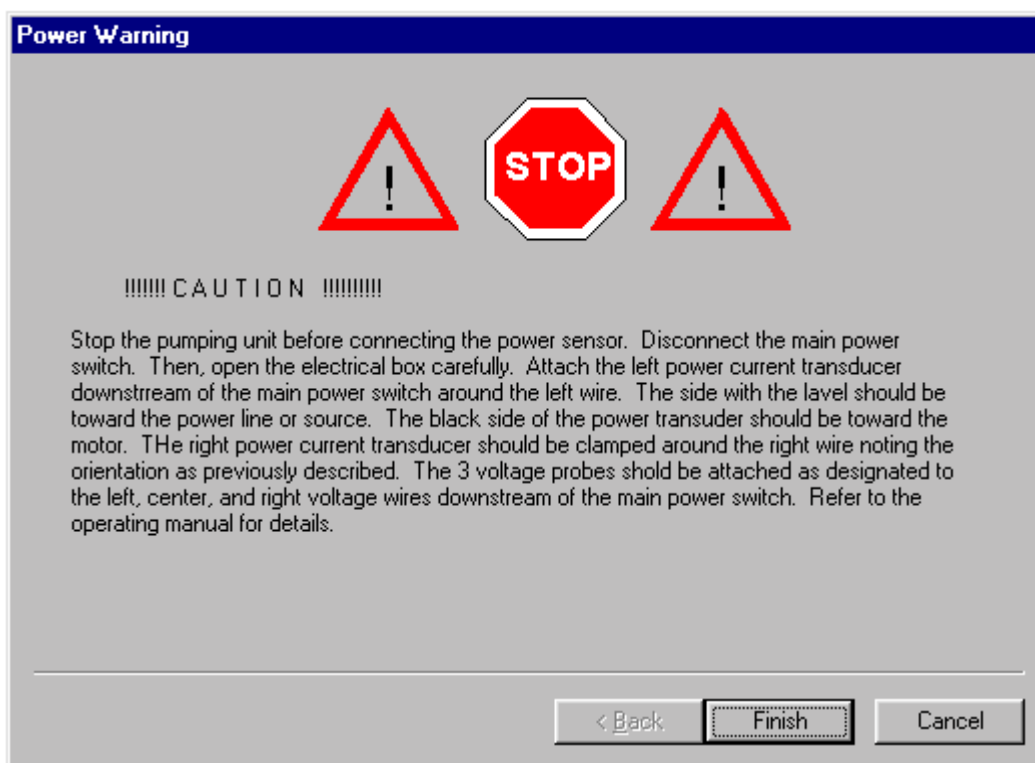 Power Warning
! STOP !
!!!!!!! C A U T I O N !!!!!!!!!!
Stop the pumping unit before connecting the power sensor. Disconnect the main power
switch. Then, open the electrical box carefully. Attach the left power current transducer
downstrream of the main power switch around the left wire. The side with the lavel should be
toward the power line or source. The black side of the power transuder should be toward the
motor. THe right power current transducer should be clamped around the right wire noting the
orientation as previously described. The 3 voltage probes shold be attached as designated to
the left, center, and right voltage wires downstream of the main power switch. Refer to the
operating manual for details.
< Back Finish Cancel